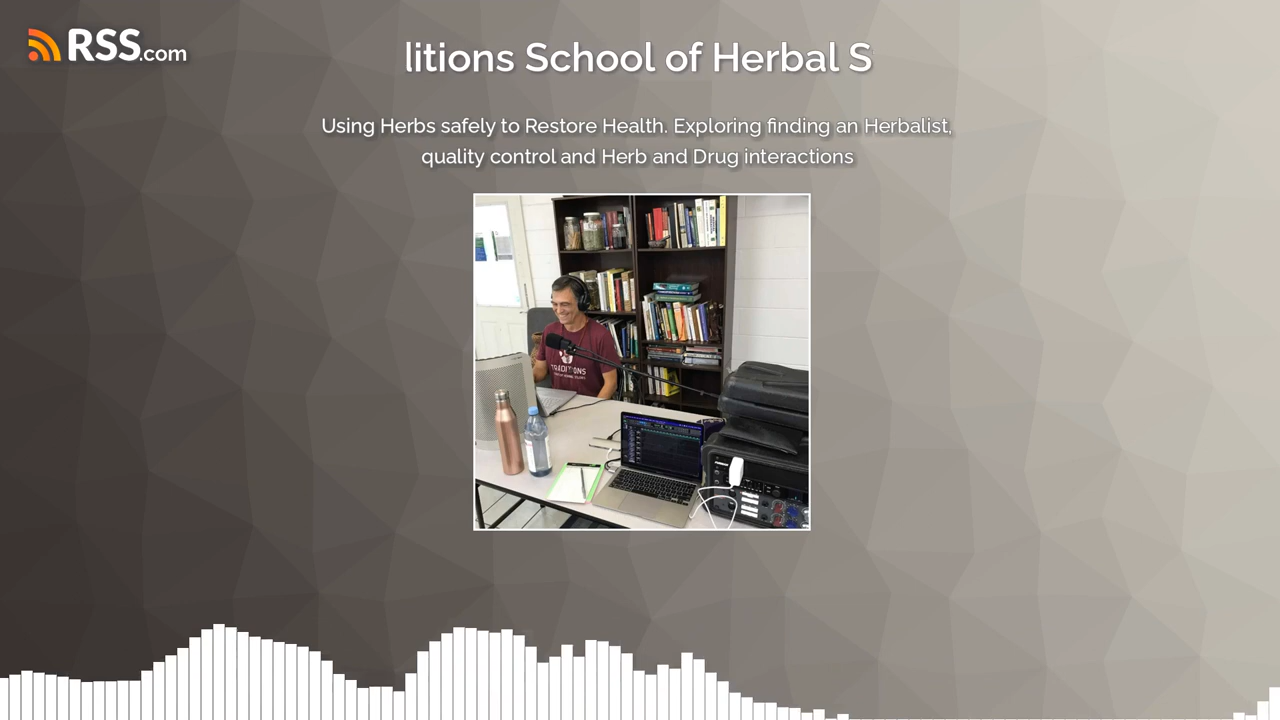 RSS.com
litions School of Herbal S
Using Herbs safely to Restore Health. Exploring finding an Herbalist,
quality control and Herb and Drug interactions
TRADITIONS